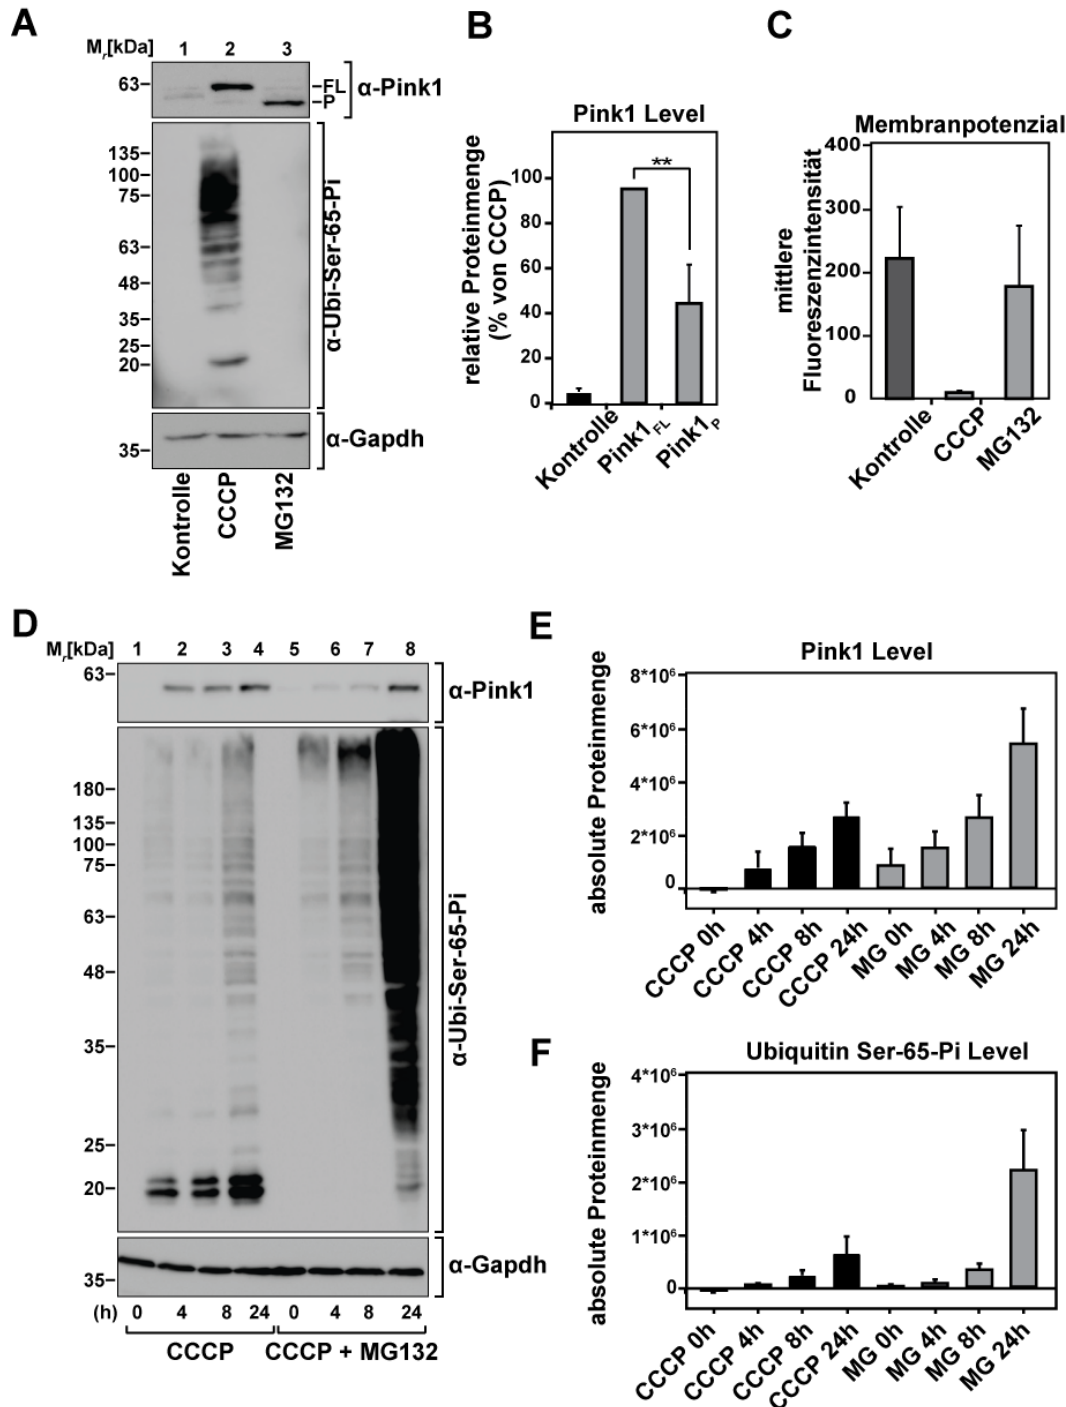 A
Mr[kDa] 1 2 3
63
FL
P
α-Pink1
135
100
75
63
48
35
25
20
α-Ubi-Ser-65-Pi
35
α-Gapdh
Kontrolle
CCCP
MG132
B
Pink1 Level
relative Proteinmenge
(% von CCCP)
100
80
60
40
20
0
**
Kontrolle
Pink1FL
Pink1P
C
Membranpotenzial
mittlere
Fluoreszenzintensität
400
300
200
100
0
Kontrolle
CCCP
MG132
D
Mr[kDa] 1 2 3 4 5 6 7 8
63
α-Pink1
180
135
100
75
63
48
35
25
20
α-Ubi-Ser-65-Pi
35
α-Gapdh
(h) 0 4 8 24 0 4 8 24
CCCP CCCP + MG132
E
Pink1 Level
absolute Proteinmenge
8*10⁶
6*10⁶
4*10⁶
2*10⁶
0
CCCP 0h
CCCP 4h
CCCP 8h
CCCP 24h
MG 0h
MG 4h
MG 8h
MG 24h
F
Ubiquitin Ser-65-Pi Level
absolute Proteinmenge
4*10⁶
3*10⁶
2*10⁶
1*10⁶
0
CCCP 0h
CCCP 4h
CCCP 8h
CCCP 24h
MG 0h
MG 4h
MG 8h
MG 24h